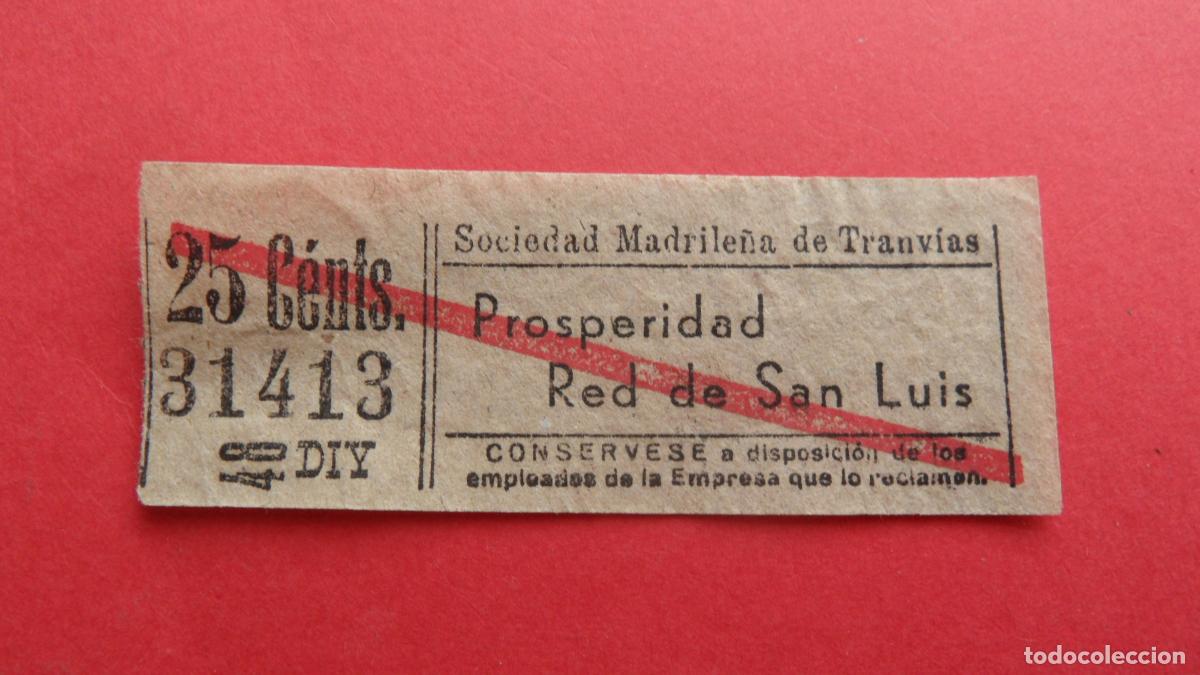 25 Cénts.
31413
48 DIY
Sociedad Madrileña de Tranvías
Prosperidad
Red de San Luis
CONSERVESE a disposición de los
empleados de la Empresa que lo reclamen.
todocoleccion